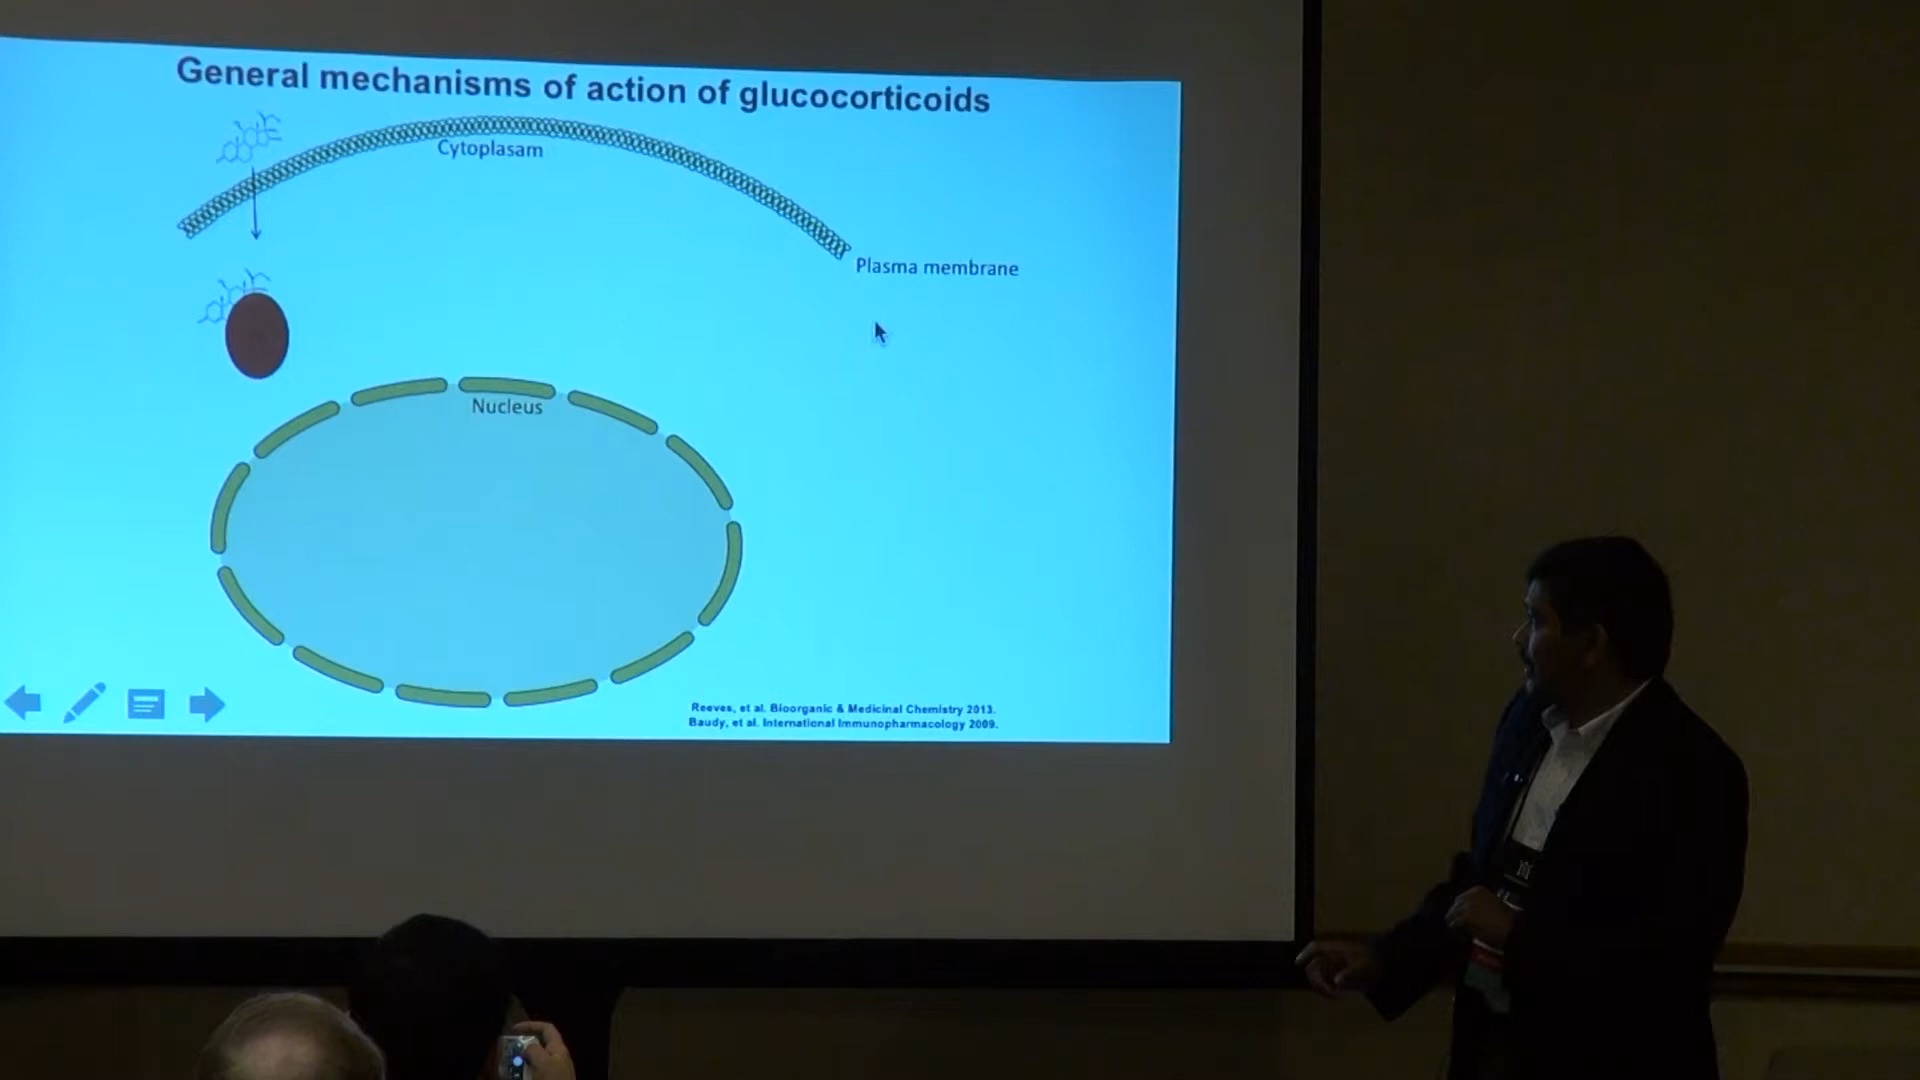 General mechanisms of action of glucocorticoids
Cytoplasam
Plasma membrane
Nucleus
Reeves, et al. Bioorganic & Medicinal Chemistry 2013.
Baudy, et al. International Immunopharmacology 2009.